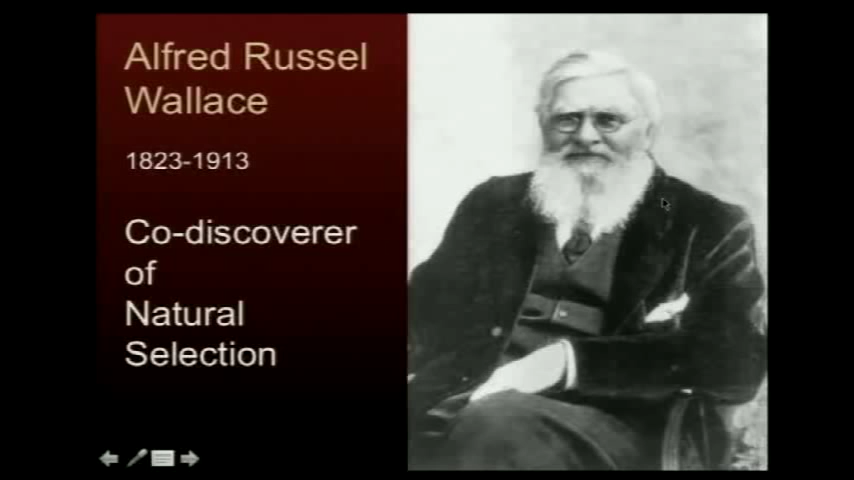 Alfred Russel
Wallace
1823-1913
Co-discoverer
of
Natural
Selection